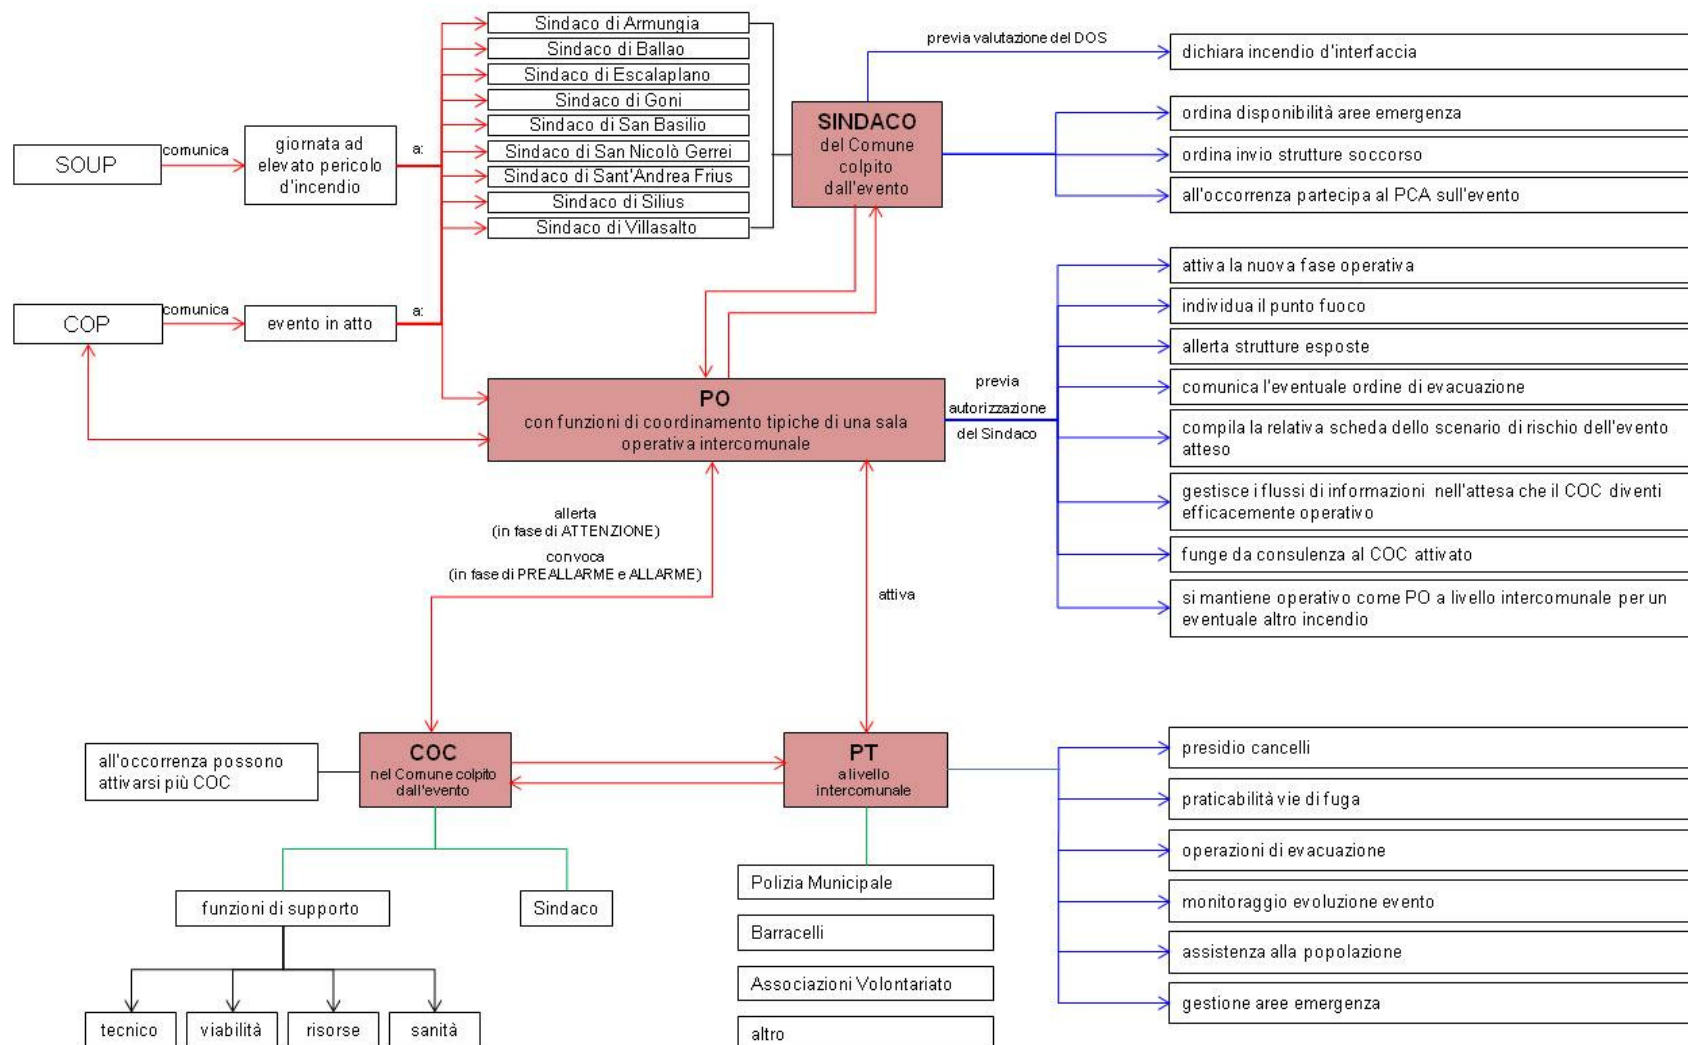 Sindaco di Armungia
Sindaco di Ballao
Sindaco di Escalaplano
Sindaco di Goni
Sindaco di San Basilio
Sindaco di San Nicolò Gerrei
Sindaco di Sant'Andrea Frius
Sindaco di Silius
Sindaco di Villasalto
SOUP
comunica
giornata ad
elevato pericolo
d'incendio
a:
COP
comunica
evento in atto
a:
SINDACO
del Comune
colpito
dall'evento
previa valutazione del DOS
dichiara incendio d'interfaccia
ordina disponibilità aree emergenza
ordina invio strutture soccorso
all'occorrenza partecipa al PCA sull'evento
PO
con funzioni di coordinamento tipiche di una sala
operativa intercomunale
previa
autorizzazione
del Sindaco
attiva la nuova fase operativa
individua il punto fuoco
allerta strutture esposte
comunica l'eventuale ordine di evacuazione
compila la relativa scheda dello scenario di rischio dell'evento
atteso
gestisce i flussi di informazioni nell'attesa che il COC diventi
efficacemente operativo
funge da consulenza al COC attivato
si mantiene operativo come PO a livello intercomunale per un
eventuale altro incendio
allerta
(in fase di ATTENZIONE)
convoca
(in fase di PREALLARME e ALLARME)
attiva
all'occorrenza possono
attivarsi più COC
COC
nel Comune colpito
dall'evento
PT
a livello
intercomunale
presidio cancelli
praticabilità vie di fuga
operazioni di evacuazione
monitoraggio evoluzione evento
assistenza alla popolazione
gestione aree emergenza
funzioni di supporto
Sindaco
tecnico
viabilità
risorse
sanità
Polizia Municipale
Barracelli
Associazioni Volontariato
altro